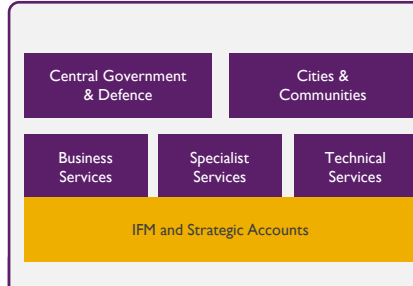 Central Government
& Defence
Cities &
Communities
Business
Services
Specialist
Services
Technical
Services
IFM and Strategic Accounts